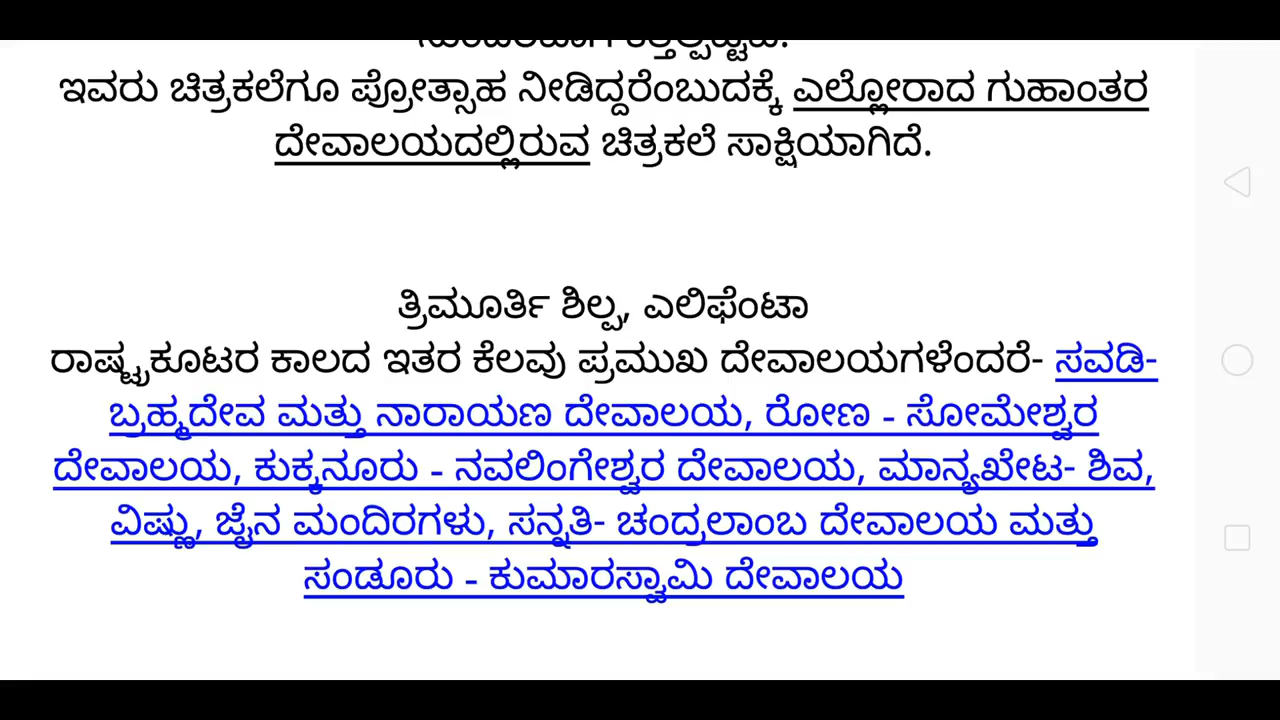 ಇವರು ಚಿತ್ರಕಲೆಗೂ ಪ್ರೋತ್ಸಾಹ ನೀಡಿದ್ದರೆಂಬುದಕ್ಕೆ ಎಲ್ಲೋರಾದ ಗುಹಾಂತರ
ದೇವಾಲಯದಲ್ಲಿರುವ ಚಿತ್ರಕಲೆ ಸಾಕ್ಷಿಯಾಗಿದೆ.
ತ್ರಿಮೂರ್ತಿ ಶಿಲ್ಪ, ಎಲಿಫೆಂಟಾ
ರಾಷ್ಟ್ರಕೂಟರ ಕಾಲದ ಇತರ ಕೆಲವು ಪ್ರಮುಖ ದೇವಾಲಯಗಳೆಂದರೆ- ಸವಡಿ-
ಬ್ರಹ್ಮದೇವ ಮತ್ತು ನಾರಾಯಣ ದೇವಾಲಯ, ರೋಣ - ಸೋಮೇಶ್ವರ
ದೇವಾಲಯ, ಕುಕ್ಕನೂರು - ನವಲಿಂಗೇಶ್ವರ ದೇವಾಲಯ, ಮಾನ್ಯಖೇಟ- ಶಿವ,
ವಿಷ್ಣು, ಜೈನ ಮಂದಿರಗಳು, ಸನ್ನತಿ- ಚಂದ್ರಲಾಂಬ ದೇವಾಲಯ ಮತ್ತು
ಸಂಡೂರು - ಕುಮಾರಸ್ವಾಮಿ ದೇವಾಲಯ